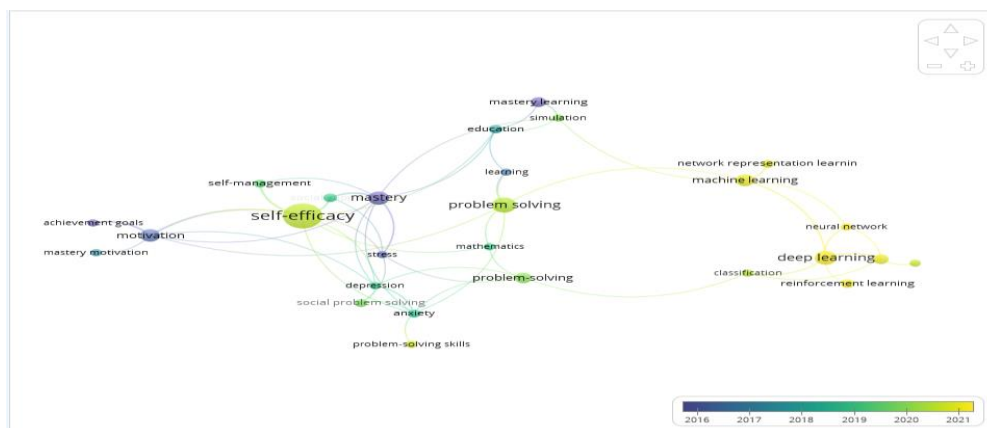 mastery learning
simulation
education
network representation learnin
learning
machine learning
self-management
mastery
problem solving
self-efficacy
achievement goals
motivation
neural network
mastery motivation
stress
mathematics
deep learning
classification
problem-solving
reinforcement learning
depression
social problem solving
anxiety
problem-solving skills
2016 2017 2018 2019 2020 2021